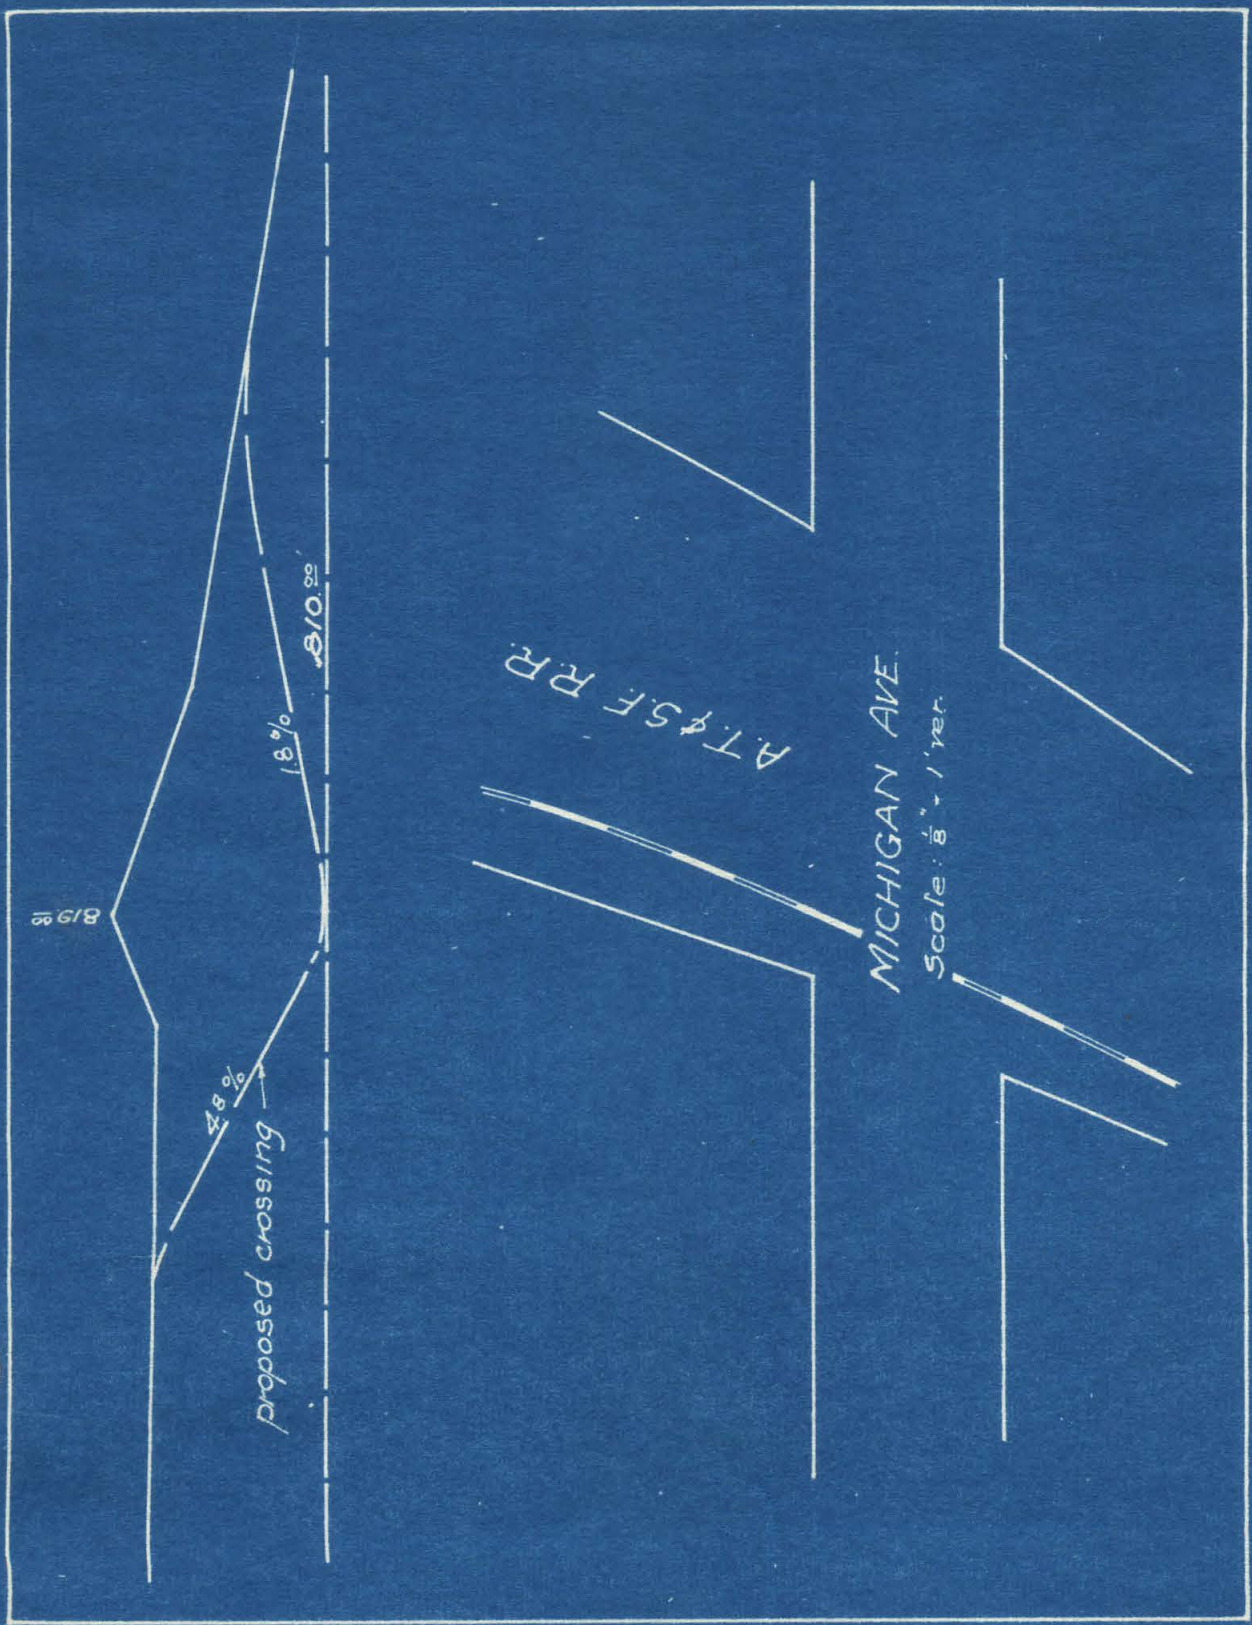 819.00
4.8%
proposed crossing
1.8%
810.00'
A.T. & S.F. R.R.
MICHIGAN AVE.
Scale: 1/8" - 1' ver.